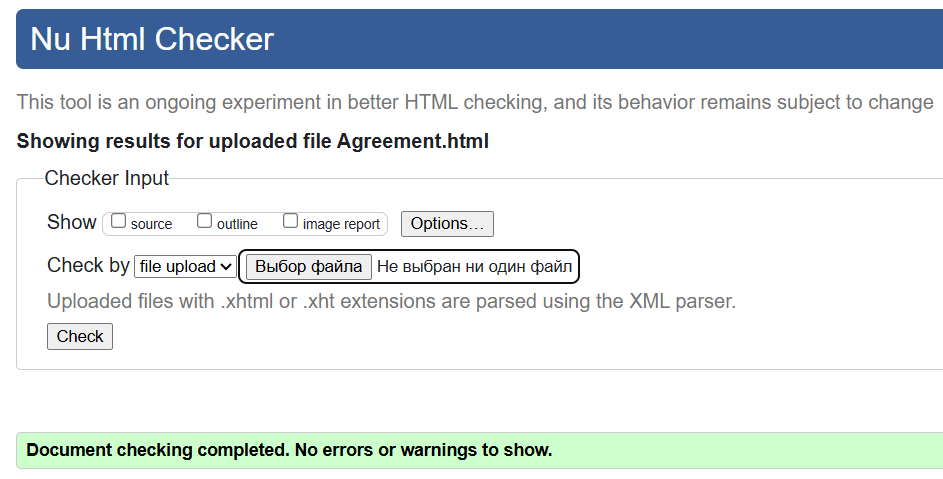 Nu Html Checker
This tool is an ongoing experiment in better HTML checking, and its behavior remains subject to change
Showing results for uploaded file Agreement.html
Checker Input
Show source outline image report Options...
Check by file upload Выбор файла Не выбран ни один файл
Uploaded files with .xhtml or .xht extensions are parsed using the XML parser.
Check
Document checking completed. No errors or warnings to show.